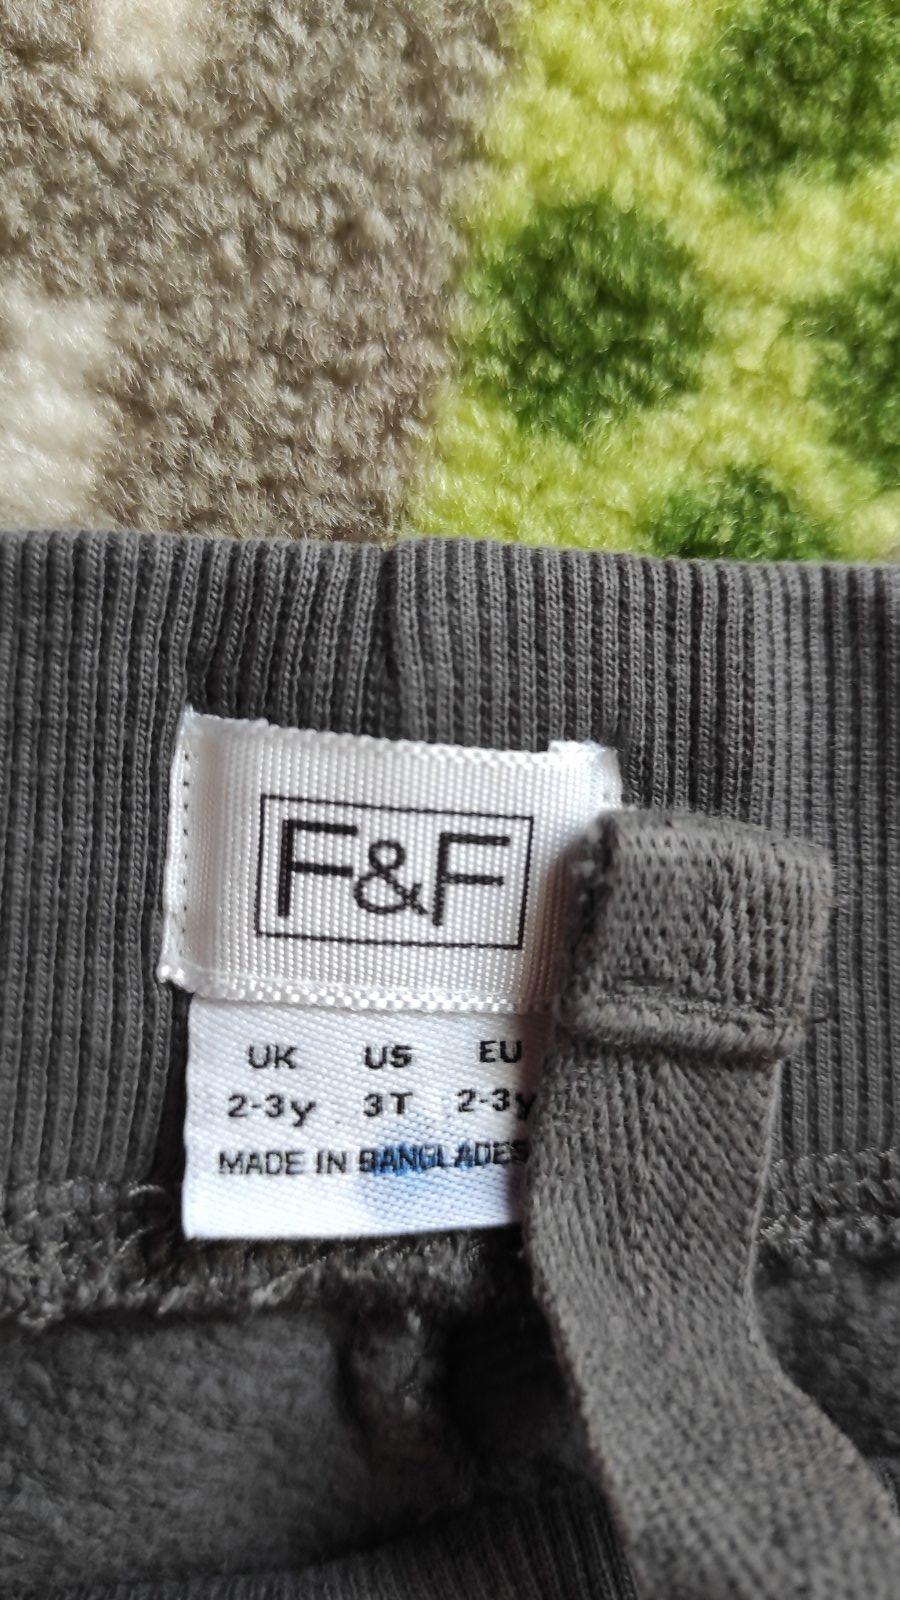 F&F
UK US EU
2-3y 3T 2-3y
MADE IN BANGLADES